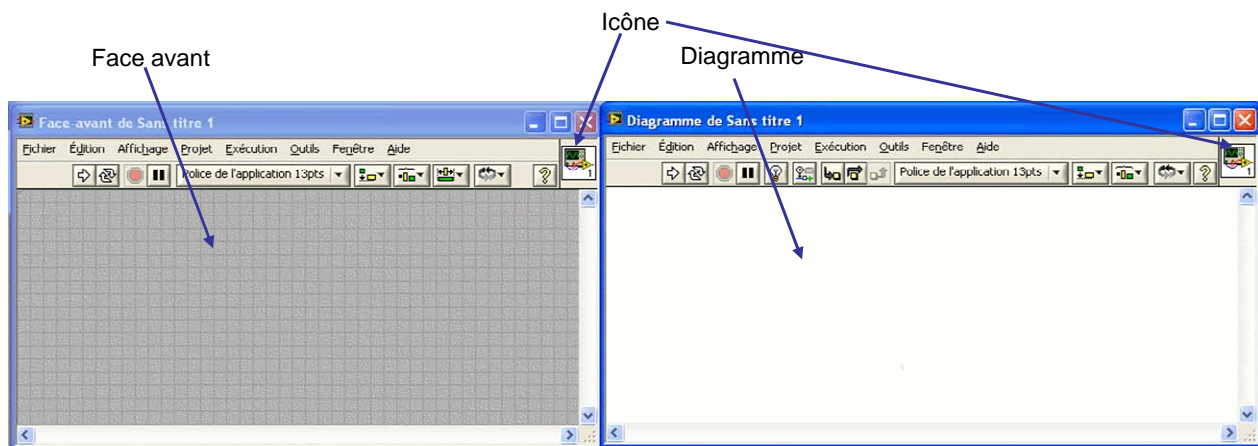 Icône
Face avant
Diagramme
Face-avant de Sans titre 1
Fichier Édition Affichage Projet Exécution Outils Fenêtre Aide
Police de l'application 13pts
?
1
Diagramme de Sans titre 1
Fichier Édition Affichage Projet Exécution Outils Fenêtre Aide
Police de l'application 13pts
?
1